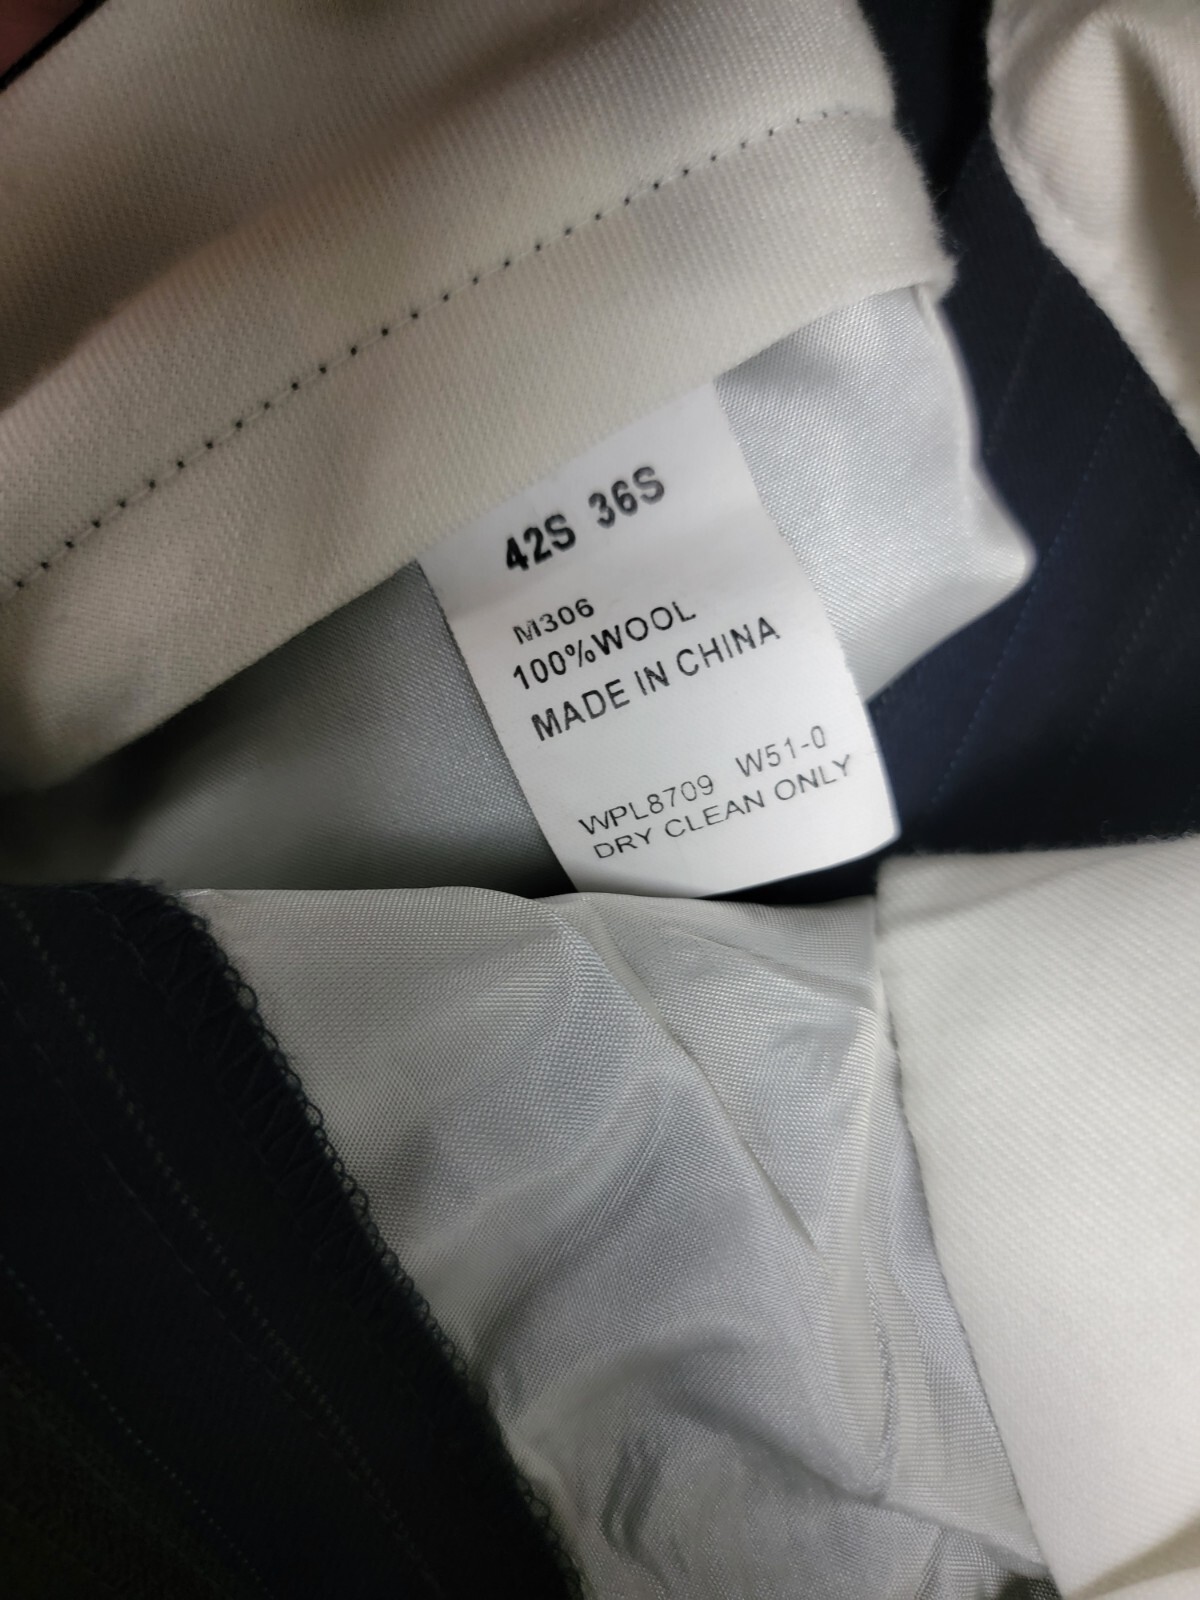 42S 36S
M306
100%WOOL
MADE IN CHINA
WPL8709 W51-0
DRY CLEAN ONLY